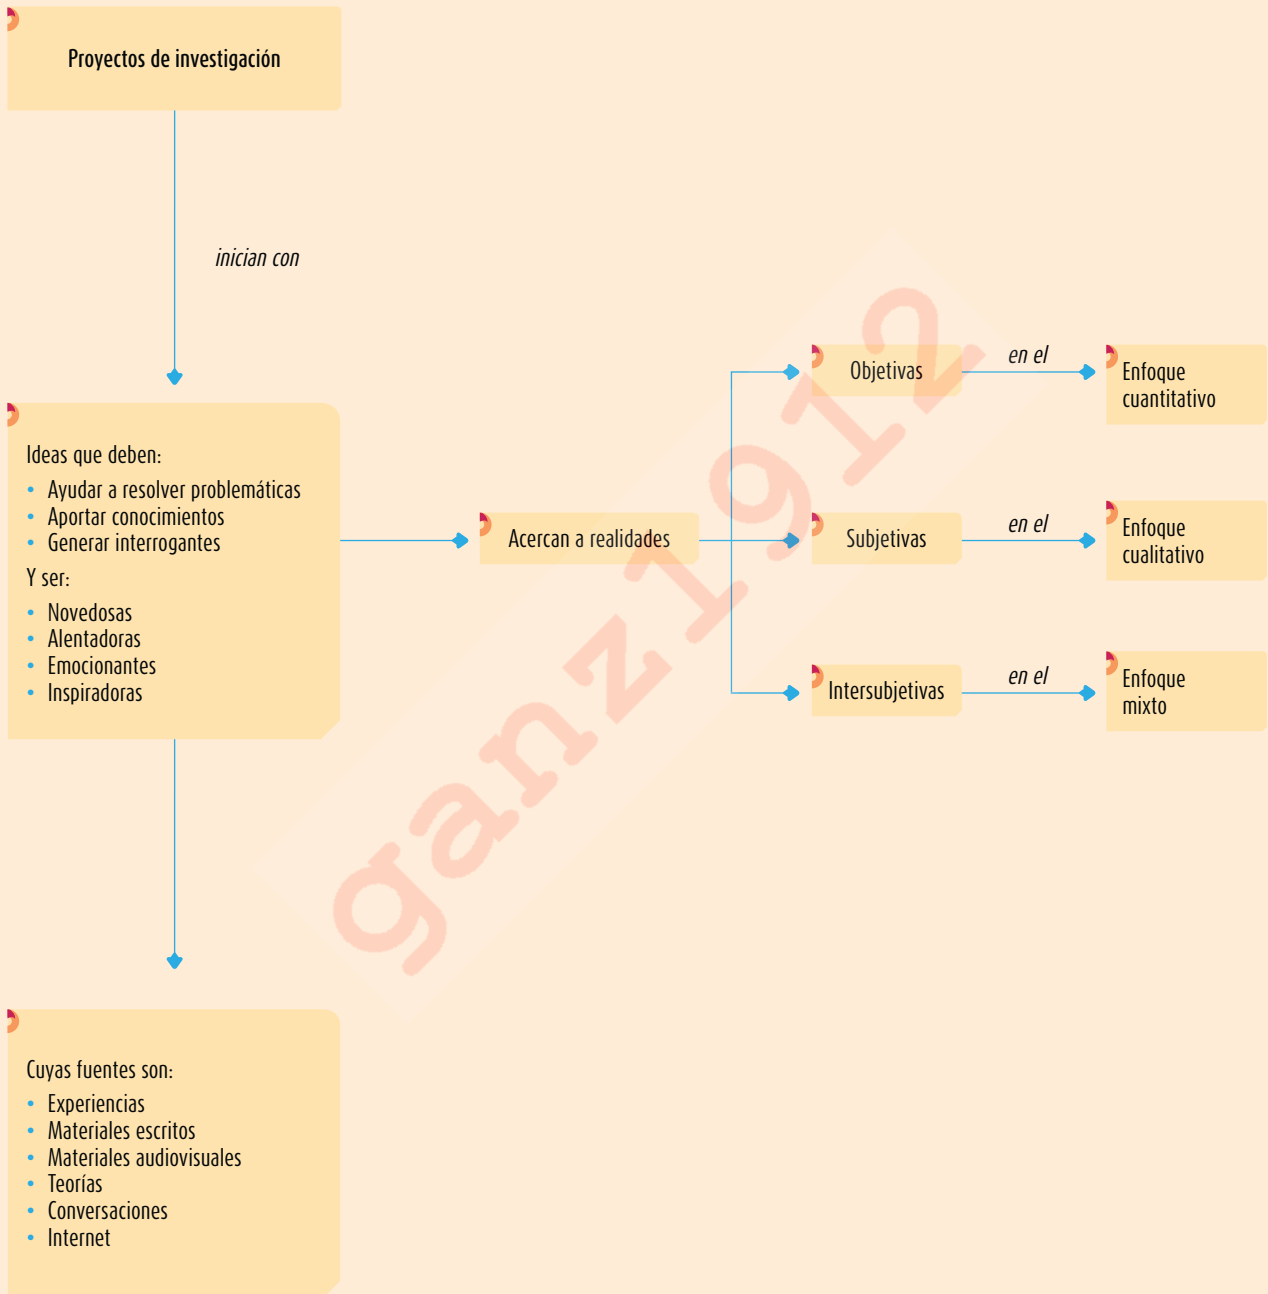 Proyectos de investigación
inician con
Ideas que deben:
• Ayudar a resolver problemáticas
• Aportar conocimientos
• Generar interrogantes
Y ser:
• Novedosas
• Alentadoras
• Emocionantes
• Inspiradoras
Acercan a realidades
Objetivas
en el
Enfoque
cuantitativo
Subjetivas
en el
Enfoque
cualitativo
Intersubjetivas
en el
Enfoque
mixto
Cuyas fuentes son:
• Experiencias
• Materiales escritos
• Materiales audiovisuales
• Teorías
• Conversaciones
• Internet
ganz1912